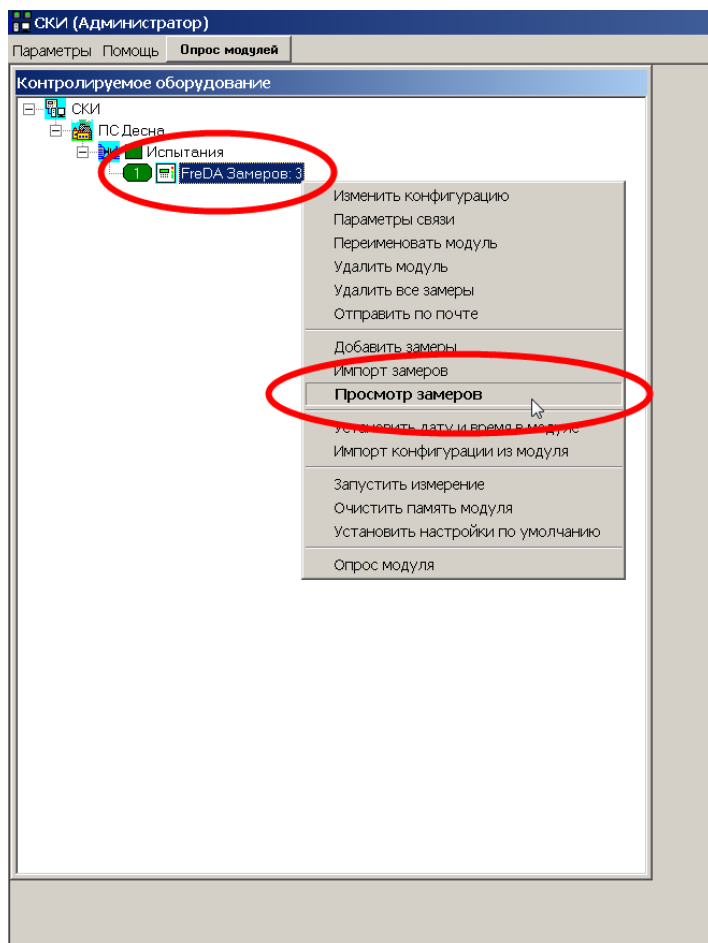 СКИ (Администратор)
Параметры Помощь Опрос модулей
Контролируемое оборудование
СКИ
ПС Десна
Испытания
1 FreDA Замеров: 3
Изменить конфигурацию
Параметры связи
Переименовать модуль
Удалить модуль
Удалить все замеры
Отправить по почте
Добавить замеры
Импорт замеров
Просмотр замеров
Установить дату и время в модуле
Импорт конфигурации из модуля
Запустить измерение
Очистить память модуля
Установить настройки по умолчанию
Опрос модуля